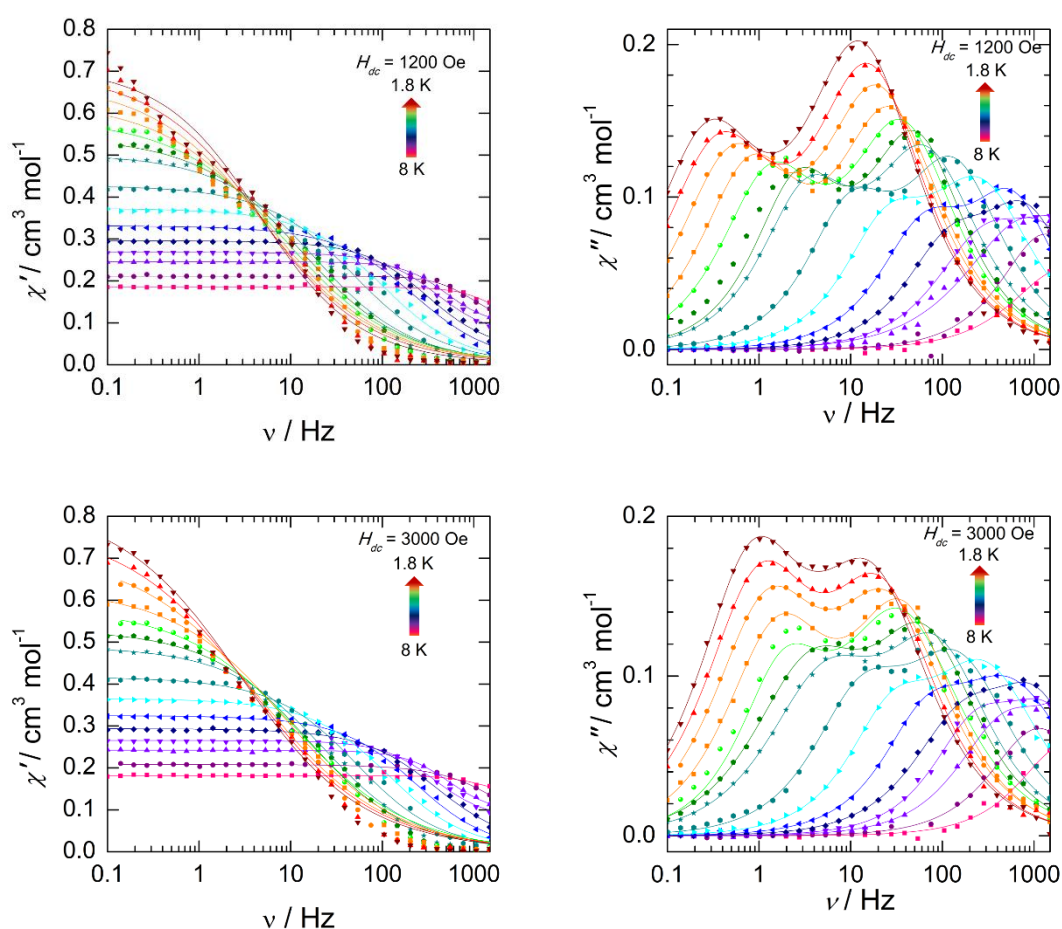 0.8
0.7
0.6
0.5
0.4
0.3
0.2
0.1
0.0
χ′/ cm³ mol⁻¹
H_dc = 1200 Oe
1.8 K
8 K
0.1 1 10 100 1000
ν / Hz
0.2
0.1
0.0
χ″/ cm³ mol⁻¹
H_dc = 1200 Oe
1.8 K
8 K
0.1 1 10 100 1000
ν / Hz
0.8
0.7
0.6
0.5
0.4
0.3
0.2
0.1
0.0
χ′/ cm³ mol⁻¹
H_dc = 3000 Oe
1.8 K
8 K
0.1 1 10 100 1000
ν / Hz
0.2
0.1
0.0
χ″/ cm³ mol⁻¹
H_dc = 3000 Oe
1.8 K
8 K
0.1 1 10 100 1000
ν / Hz